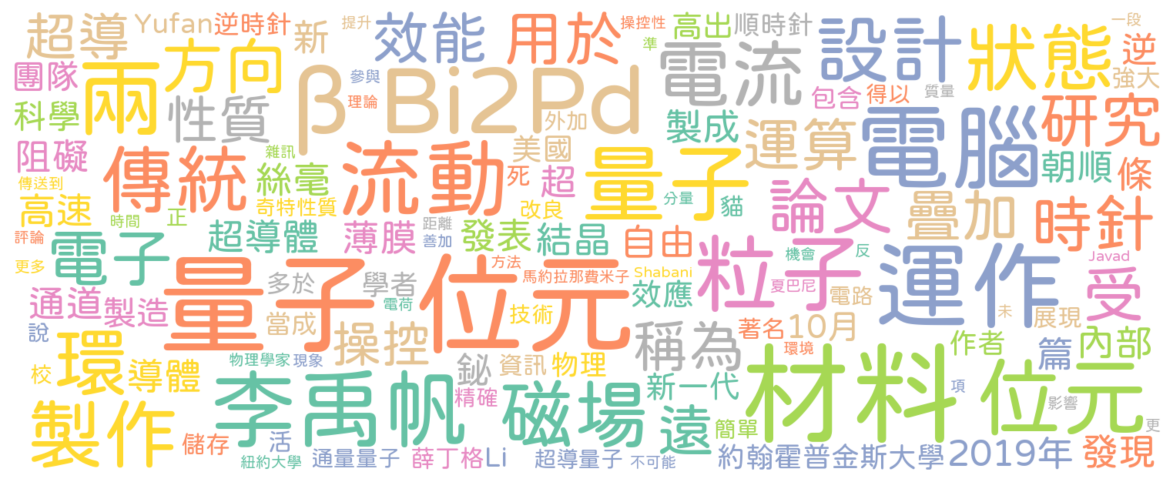 超導
Yufan
逆時針
新
提升
效能
用於
操控性
準
高出
順時針
設計
狀態
一段
逆
強大
團隊
兩
方向
參與
理論
β
Bi2Pd
外加
電流
包含
得以
質量
研究
科學
性質
阻礙
傳統
雜訊
絲毫
奇特性質
流動
美國
死
超
改良
量子
製成
分量
貓
運算
電腦
朝順
條
傳送到
高速
時間
正
評論
電子
更多
超導體
薄膜
距離
善加
發表
結晶
自由
論文
疊加
時針
機會
反
Javad
通道
製造
說
量子
位元
多於
學者
當成
電荷
操控
方法
馬約拉那費米子
技術
Shabani
效應
粒子
夏巴尼
電路
運作
受
未
展現
環
導體
校
物理學家
現象
鉍
資訊
物理
精確
稱為
著名
10月
環境
作者
篇
內部
製作
儲存
李禹帆
活
紐約大學
通量量子
薛丁格
Li
磁場
超導量子
新一代
遠
不可能
簡單
材料
位元
項
影響
更
約翰霍普金斯大學
2019年
發現